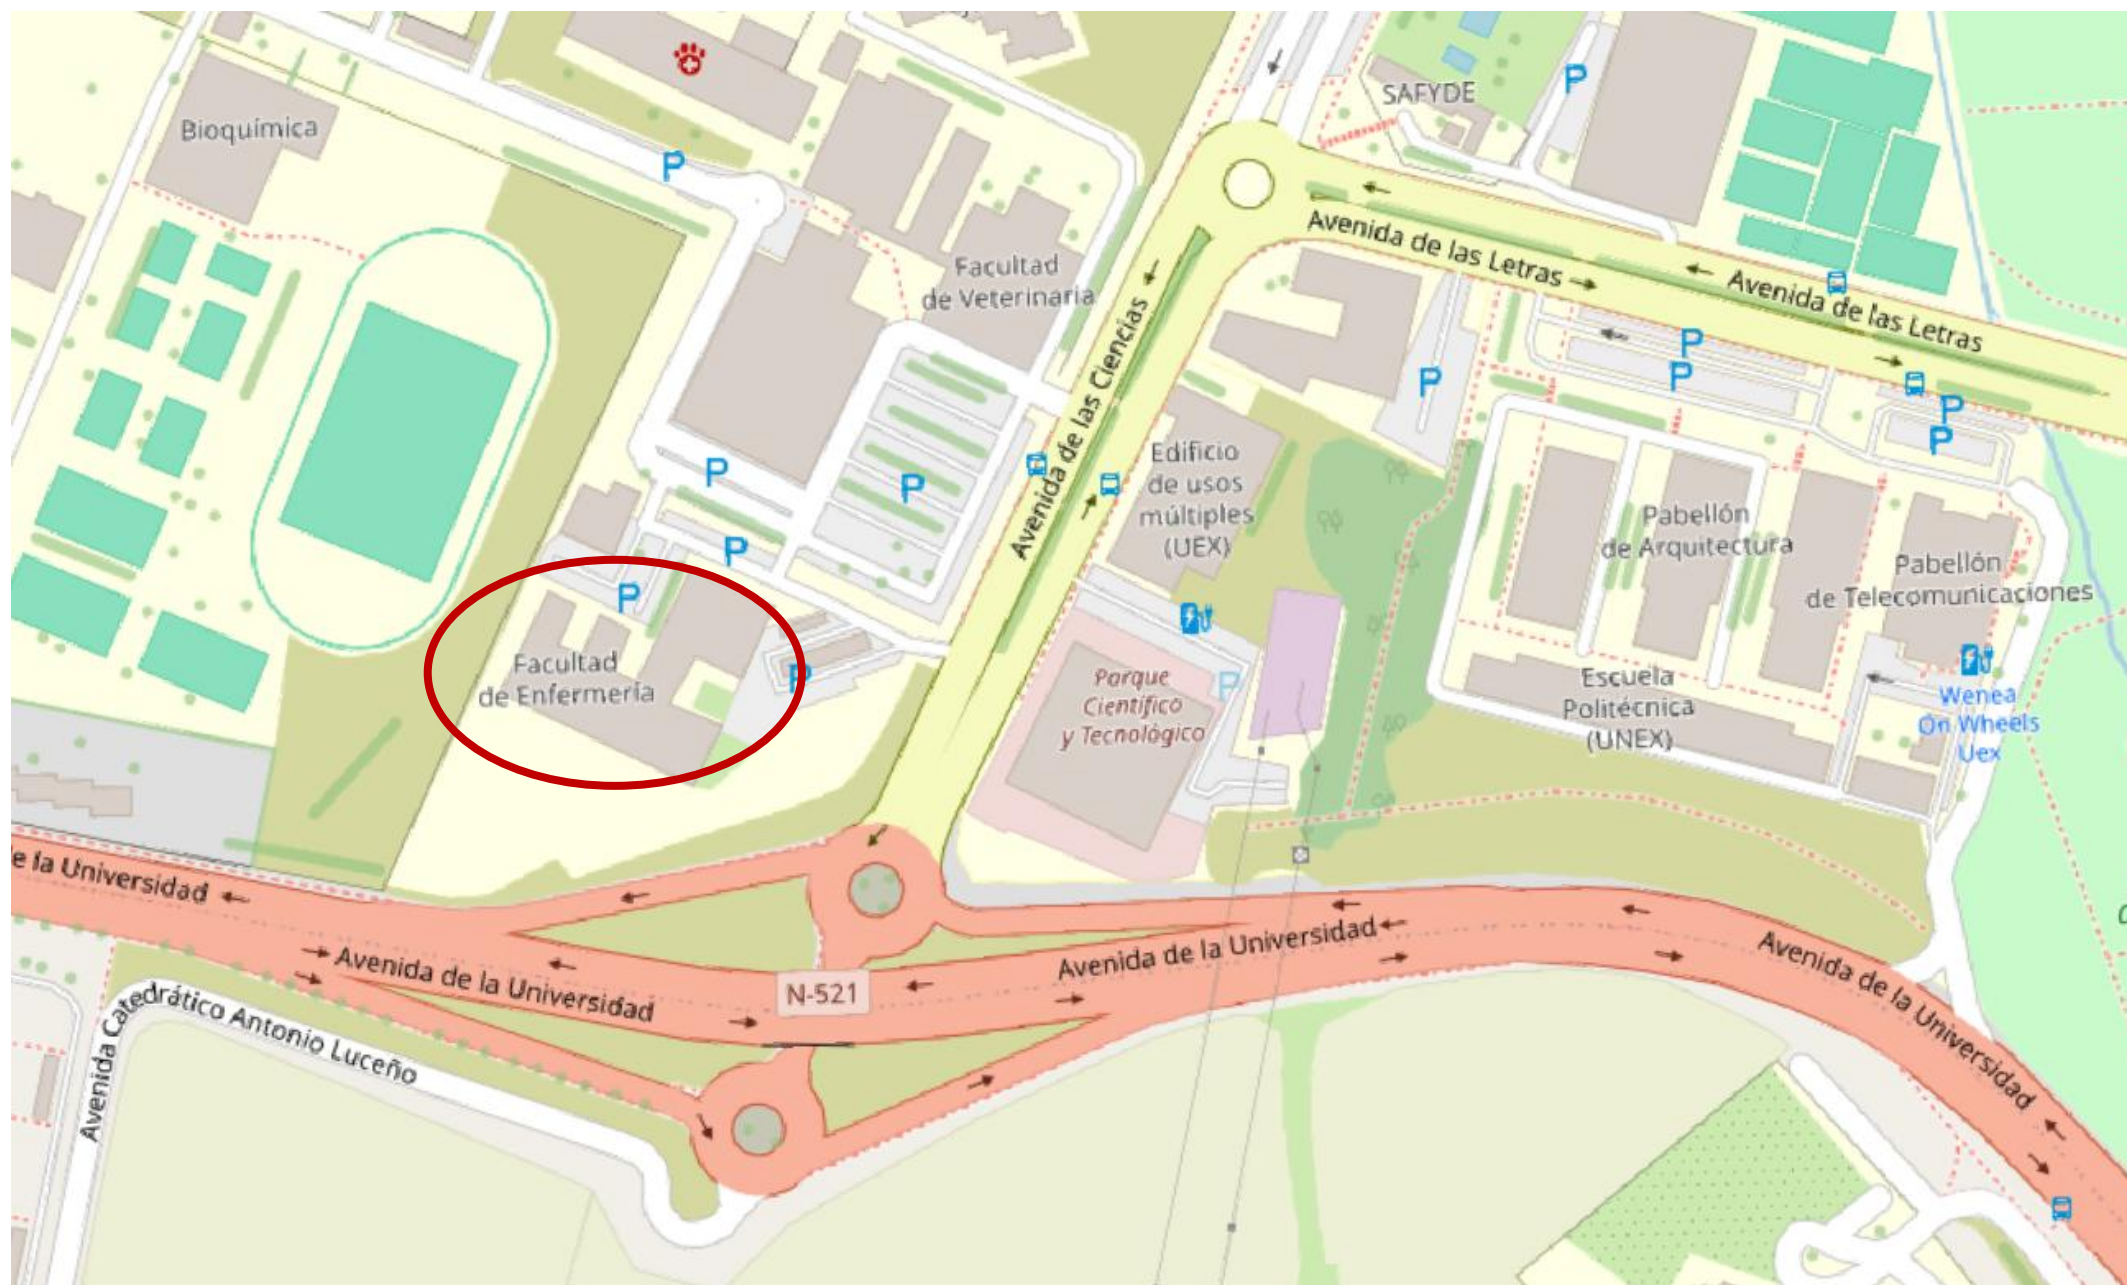 SAFYDE
P
Bioquímica
P
Avenida de las Letras
Avenida de las Letras
Facultad
de Veterinaria
Avenida de las Ciencias
P
P
P
P
P
Edificio
de usos
múltiples
(UEX)
P
P
P
P
P
Pabellón
de Arquitectura
Pabellón
de Telecomunicaciones
Facultad
de Enfermería
P
Parque
Científico
y Tecnológico
P
Escuela
Politécnica
(UNEX)
Wenea
On Wheels
Uex
e la Universidad
Avenida de la Universidad
N-521
Avenida de la Universidad
Avenida de la Universidad
Avenida Catedrático Antonio Luceño